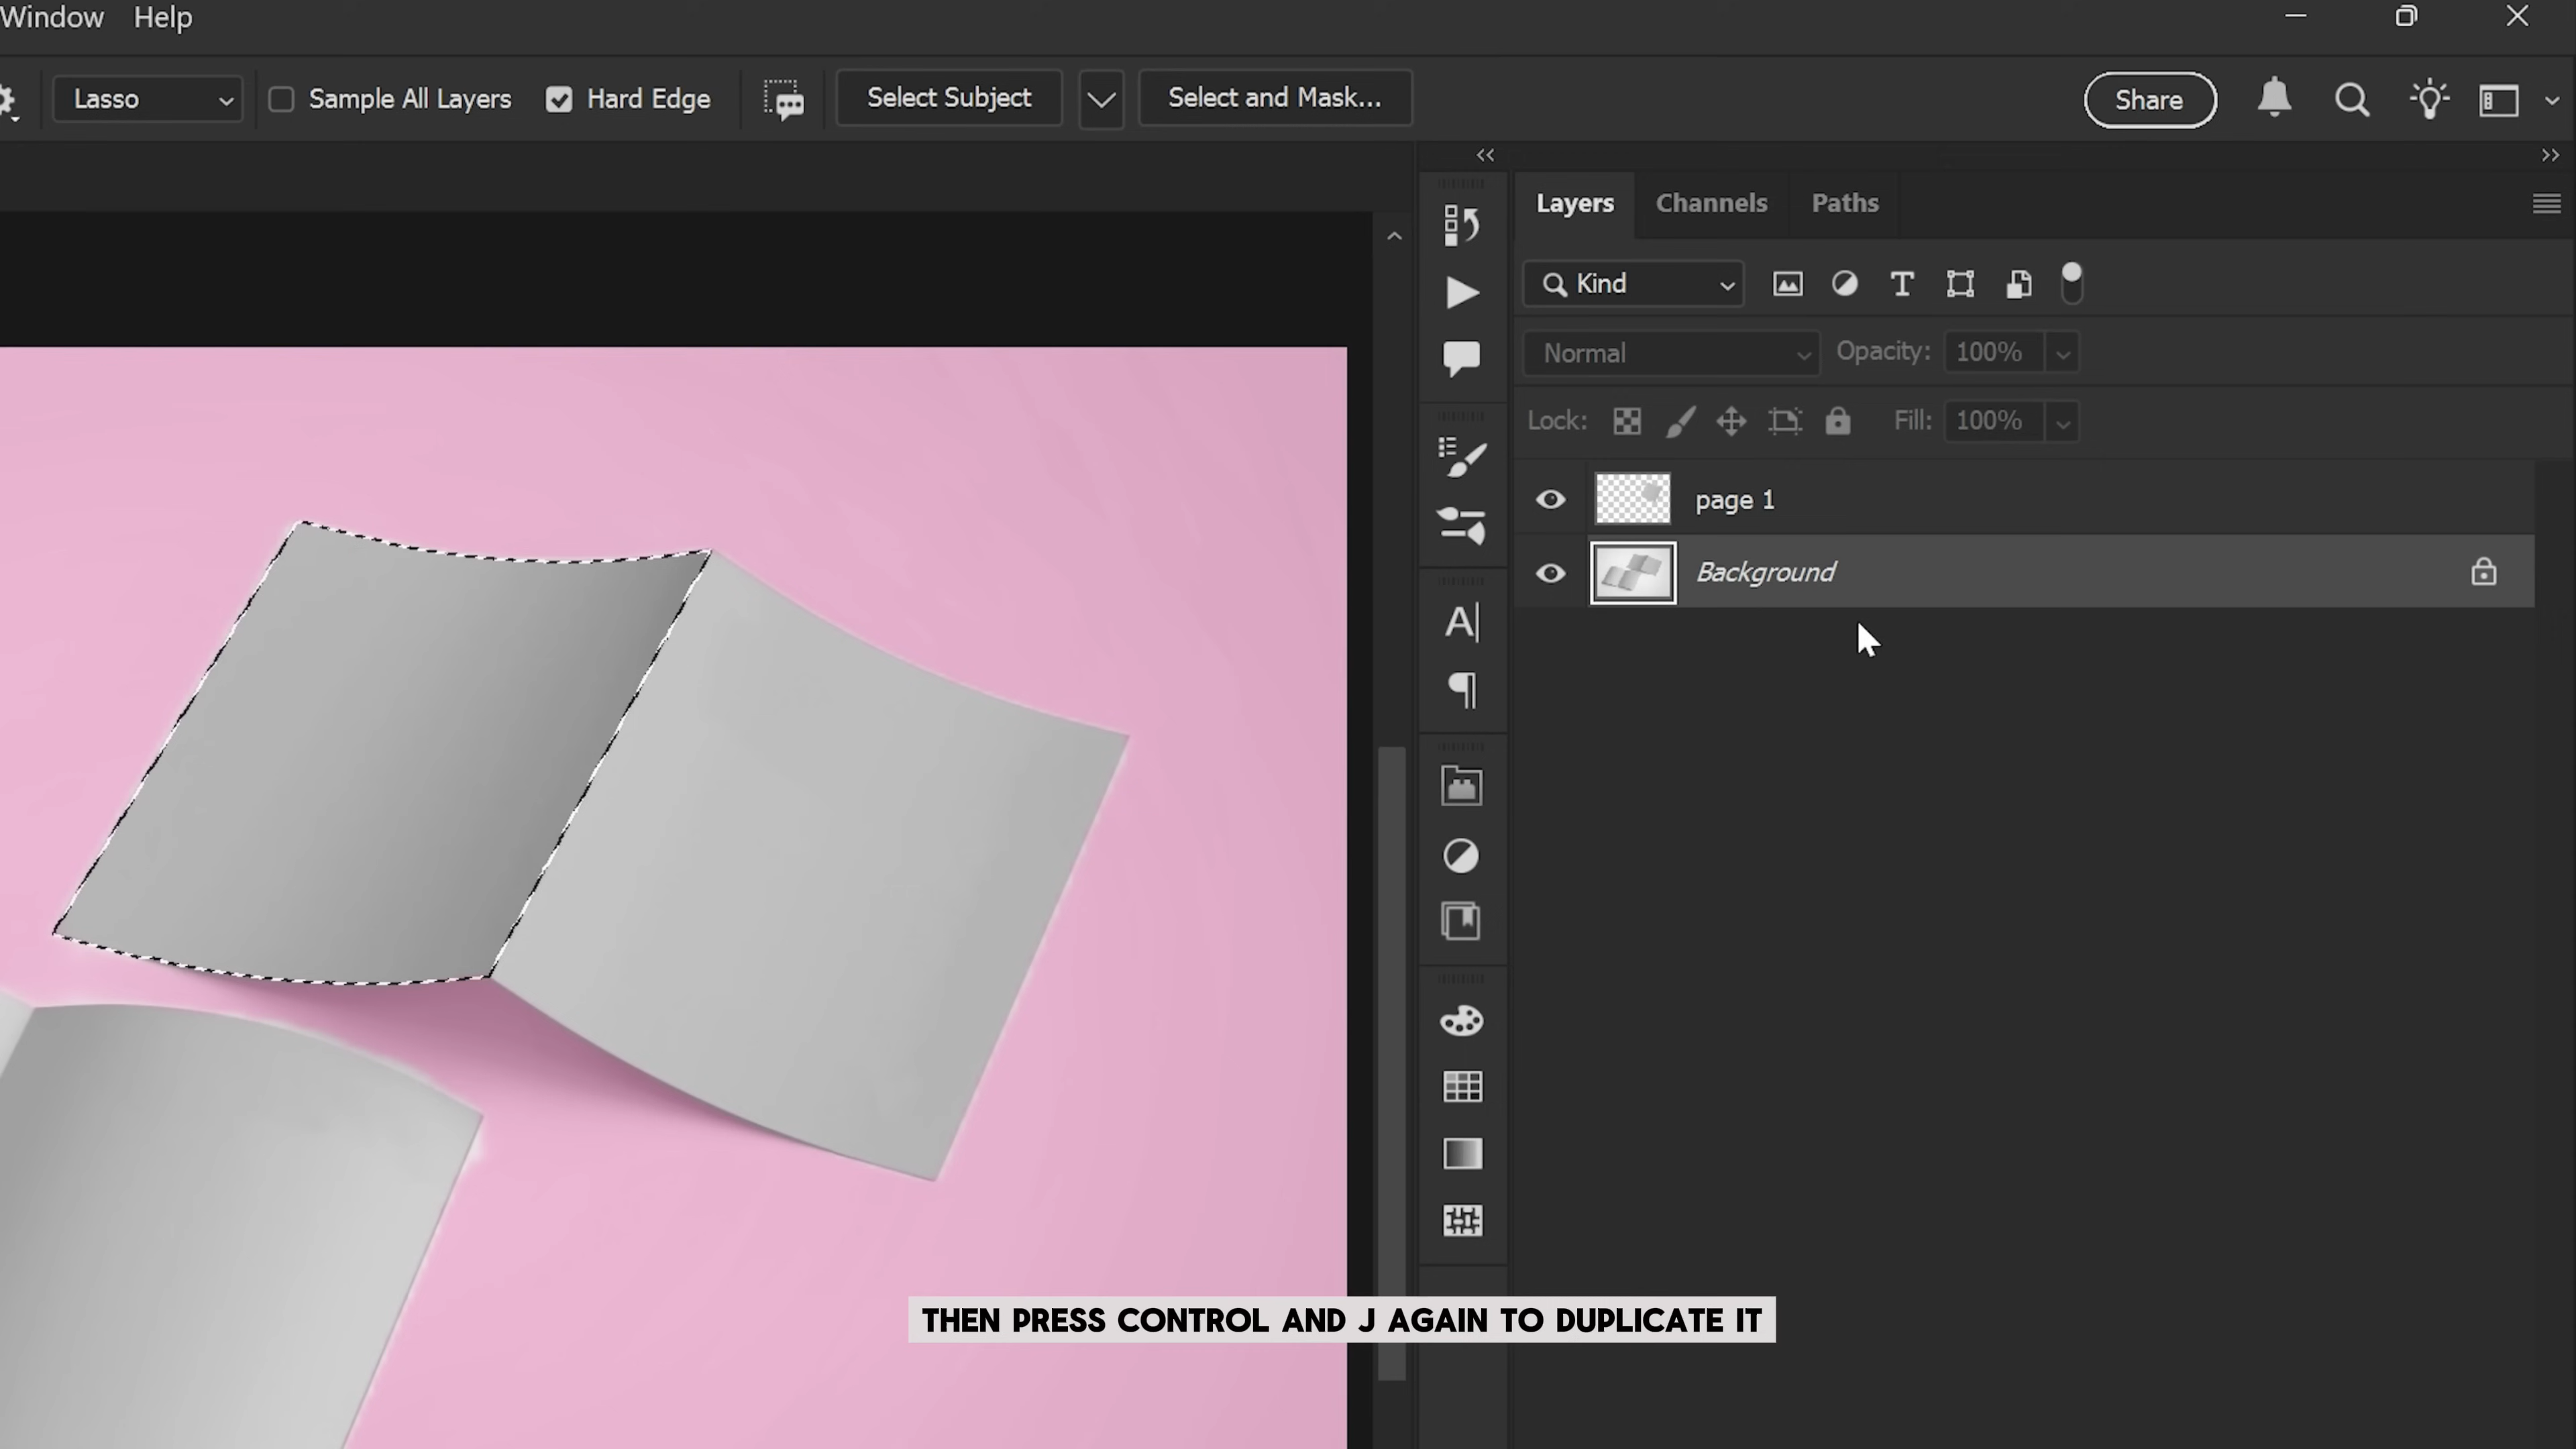 Window Help
Lasso Sample All Layers Hard Edge Select Subject Select and Mask... Share
Layers Channels Paths
Kind
Normal Opacity: 100%
Lock: Fill: 100%
page 1
Background
THEN PRESS CONTROL AND J AGAIN TO DUPLICATE IT